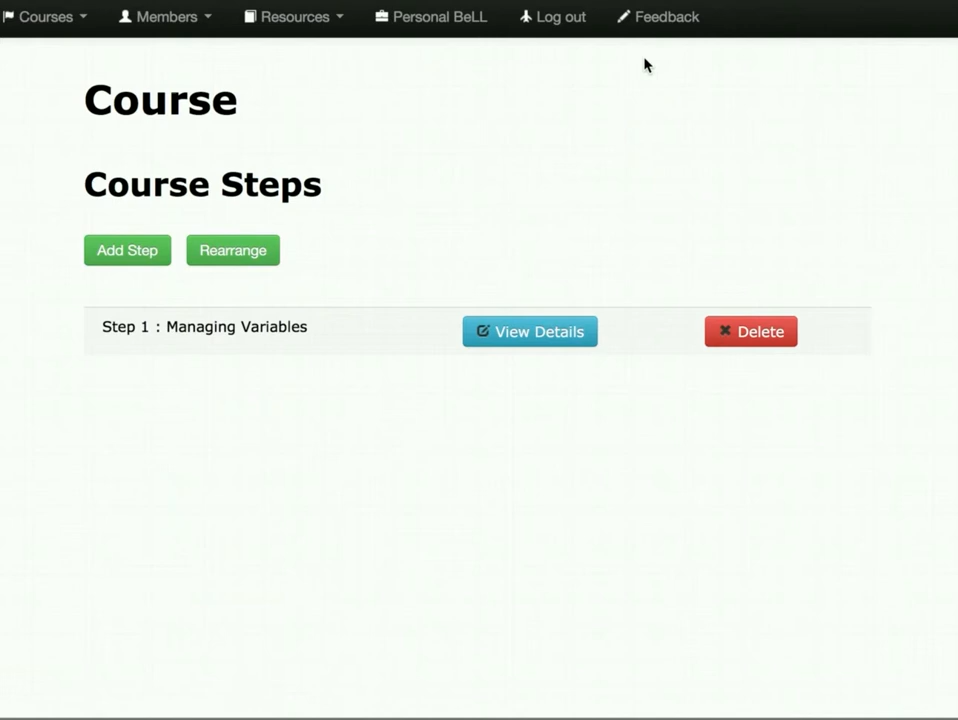 Courses Members Resources Personal BeLL Log out Feedback
Course
Course Steps
Add Step Rearrange
Step 1 : Managing Variables View Details Delete